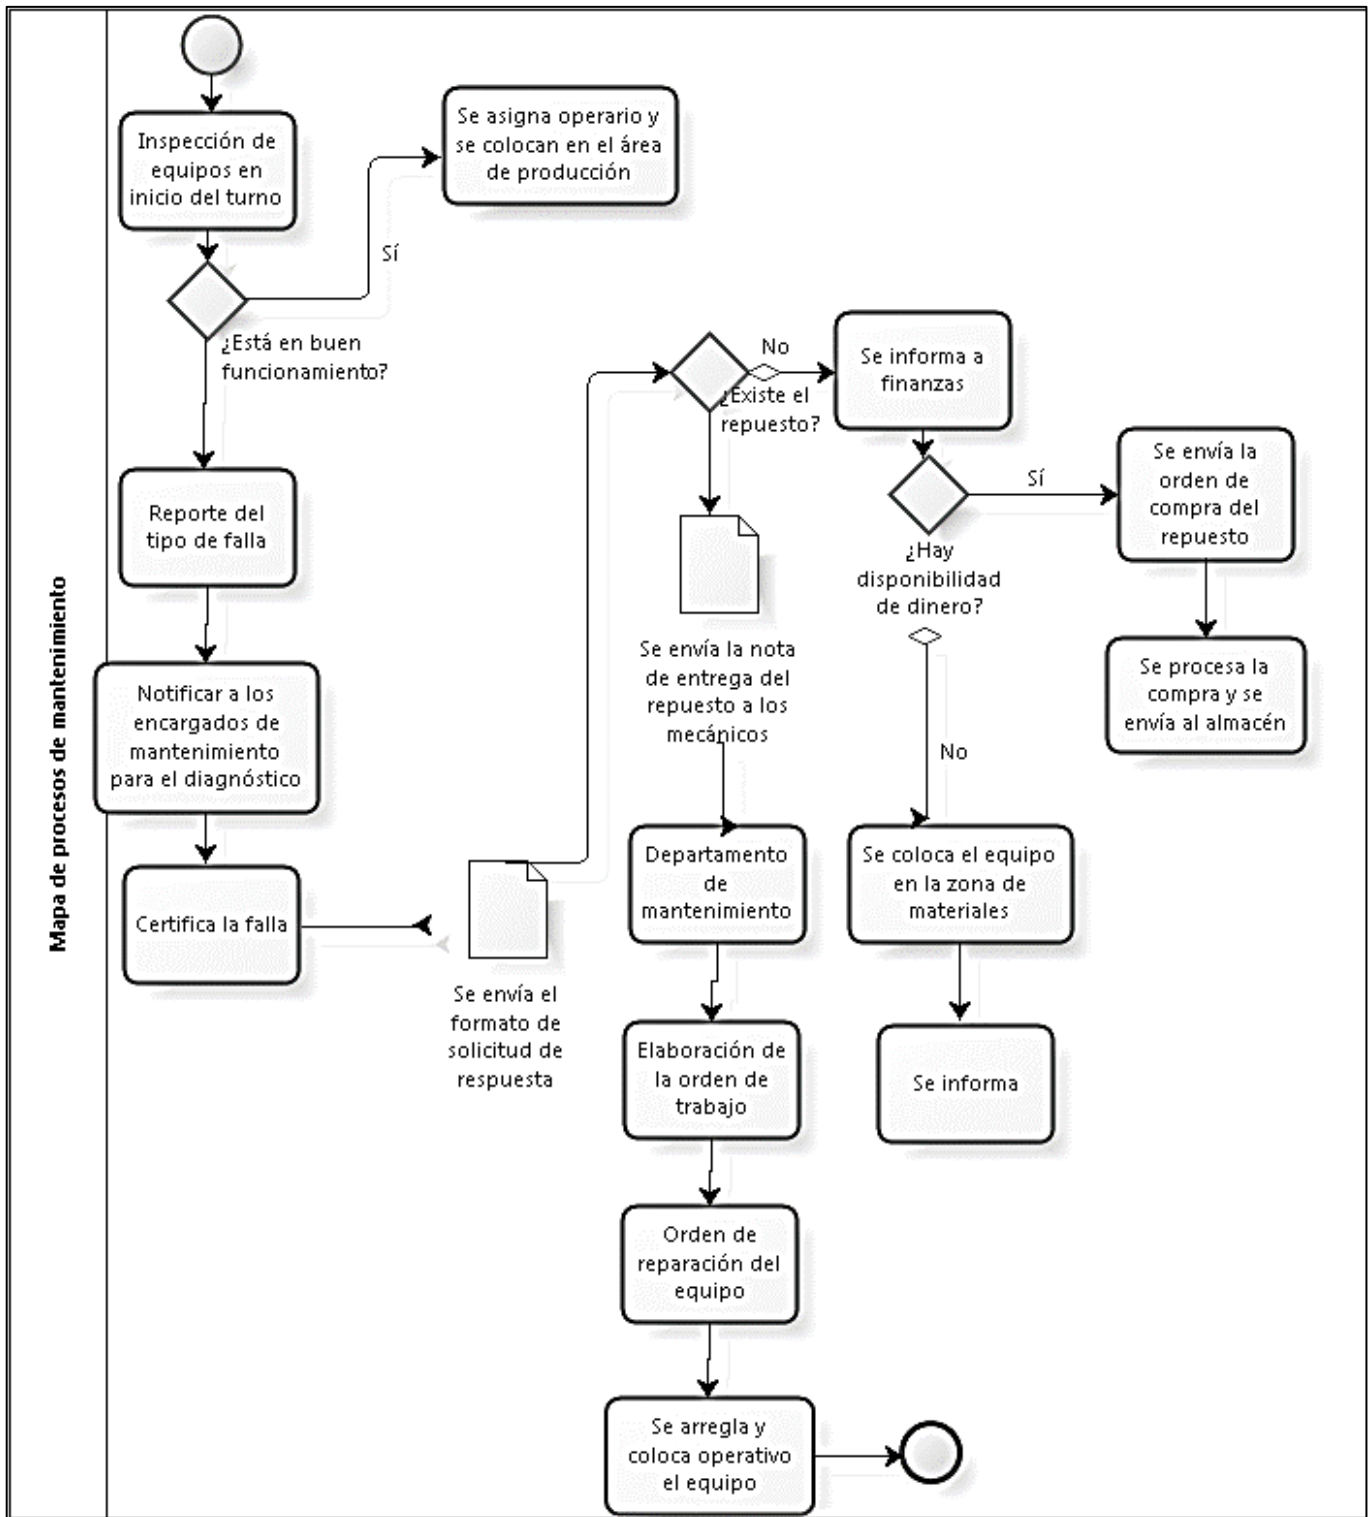 Mapa de procesos de mantenimiento
Inspección de
equipos en
inicio del turno
Se asigna operario y
se colocan en el área
de producción
Sí
¿Está en buen
funcionamiento?
Reporte del
tipo de falla
Notificar a los
encargados de
mantenimiento
para el diagnóstico
Certifica la falla
Se envía el
formato de
solicitud de
respuesta
No
¿Existe el
repuesto?
Se informa a
finanzas
Sí
¿Hay
disponibilidad
de dinero?
Se envía la
orden de
compra del
repuesto
Se procesa la
compra y se
envía al almacén
Se envía la nota
de entrega del
repuesto a los
mecánicos
No
Departamento
de
mantenimiento
Se coloca el equipo
en la zona de
materiales
Elaboración de
la orden de
trabajo
Se informa
Orden de
reparación del
equipo
Se arregla y
coloca operativo
el equipo